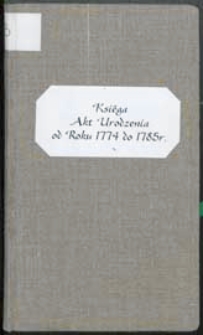 Księga
Akt Urodzenia
od Roku 1774 do 1785r.